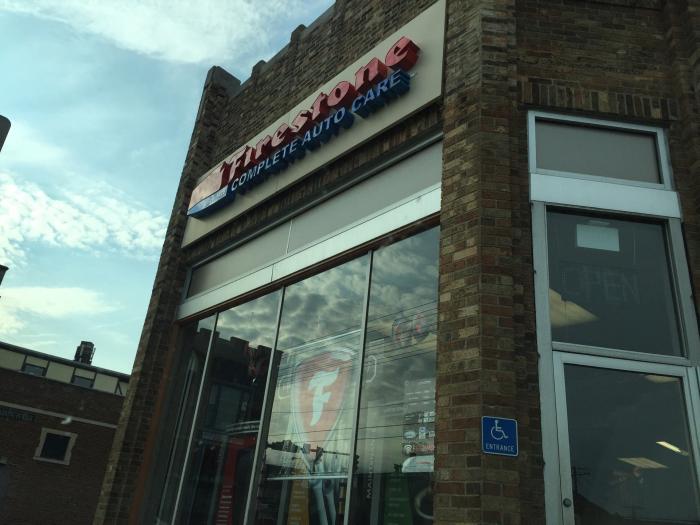 Firestone
COMPLETE AUTO CARE
OPEN
F
ENTRANCE